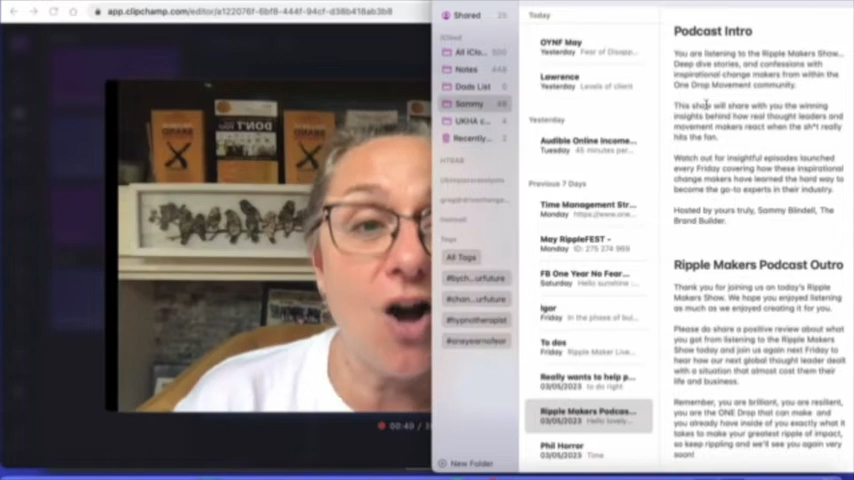 app.clipchamp.com/editor/
DON'T
00:40
Shared 25
iCloud
All iClo... 500
Notes 448
Dads List 0
Sammy 46
UKHA c... 4
Recently... 3
Hotmail
Tags
All Tags
#bych...urfuture
#chan...urfuture
#hypnotherapist
#oneyearnofear
New Folder
Today
OYNF May
Yesterday Fear of Disapp...
Lawrence
Yesterday Levels of client
Yesterday
Audible Online Income...
Tuesday 45 minutes per...
Previous 7 Days
Time Management Str...
Monday https://www.one...
May RippleFEST -
Monday ID: 275 274 969
FB One Year No Fear...
Saturday Hello sunshine
Igor
Friday In the phase of bui...
To dos
Friday Ripple Maker Live...
Really wants to help p...
03/05/2023 to do right
Ripple Makers Podcas...
03/05/2023 Hello lovely...
Phil Horror
03/05/2023 Time
Podcast Intro
You are listening to the Ripple Makers Show...
Deep dive stories, and confessions with
inspirational change makers from within the
One Drop Movement community.
This show will share with you the winning
insights behind how real thought leaders and
movement makers react when the sh*t really
hits the fan.
Watch out for insightful episodes launched
every Friday covering how these inspirational
change makers have learned the hard way to
become the go-to experts in their industry.
Hosted by yours truly, Sammy Blindell, The
Brand Builder.
Ripple Makers Podcast Outro
Thank you for joining us on today's Ripple
Makers Show. We hope you enjoyed listening
as much as we enjoyed creating it for you.
Please do share a positive review about what
you got from listening to the Ripple Makers
Show today and join us again next Friday to
hear how our next global thought leader dealt
with a situation that almost cost them their
life and business.
Remember, you are brilliant, you are resilient,
you are the ONE Drop that can make and
you already have inside of you exactly what it
takes to make your greatest ripple of impact,
so keep rippling and we'll see you again very
soon!